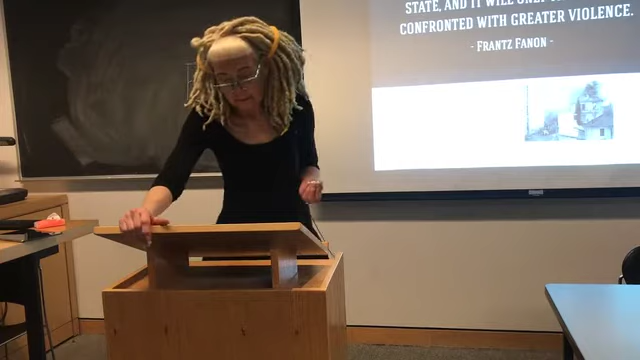 STATE, AND IT WILL ONLY
CONFRONTED WITH GREATER VIOLENCE.
- FRANTZ FANON -